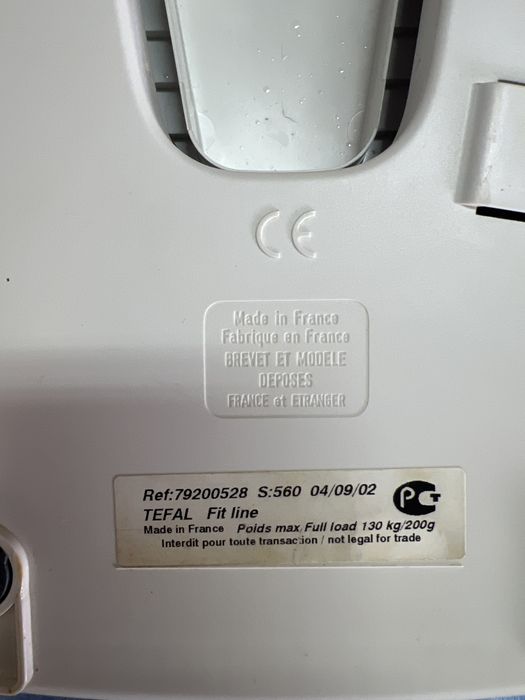 CE
Made in France
Fabrique en France
BREVET ET MODELE
DEPOSES
FRANCE et ETRANGER
Ref:79200528 S:560 04/09/02
TEFAL Fit line
Made in France Poids max. Full load 130 kg/200g
Interdit pour toute transaction / not legal for trade
PCT